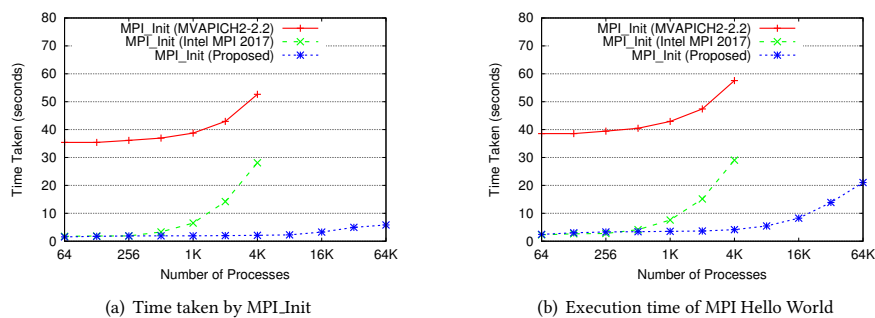 80
70
60
50
40
30
20
10
0
Time Taken (seconds)
MPI_Init (MVAPICH2-2.2)
MPI_Init (Intel MPI 2017)
MPI_Init (Proposed)
64 256 1K 4K 16K 64K
Number of Processes
(a) Time taken by MPI_Init
80
70
60
50
40
30
20
10
0
Time Taken (seconds)
MPI_Init (MVAPICH2-2.2)
MPI_Init (Intel MPI 2017)
MPI_Init (Proposed)
64 256 1K 4K 16K 64K
Number of Processes
(b) Execution time of MPI Hello World